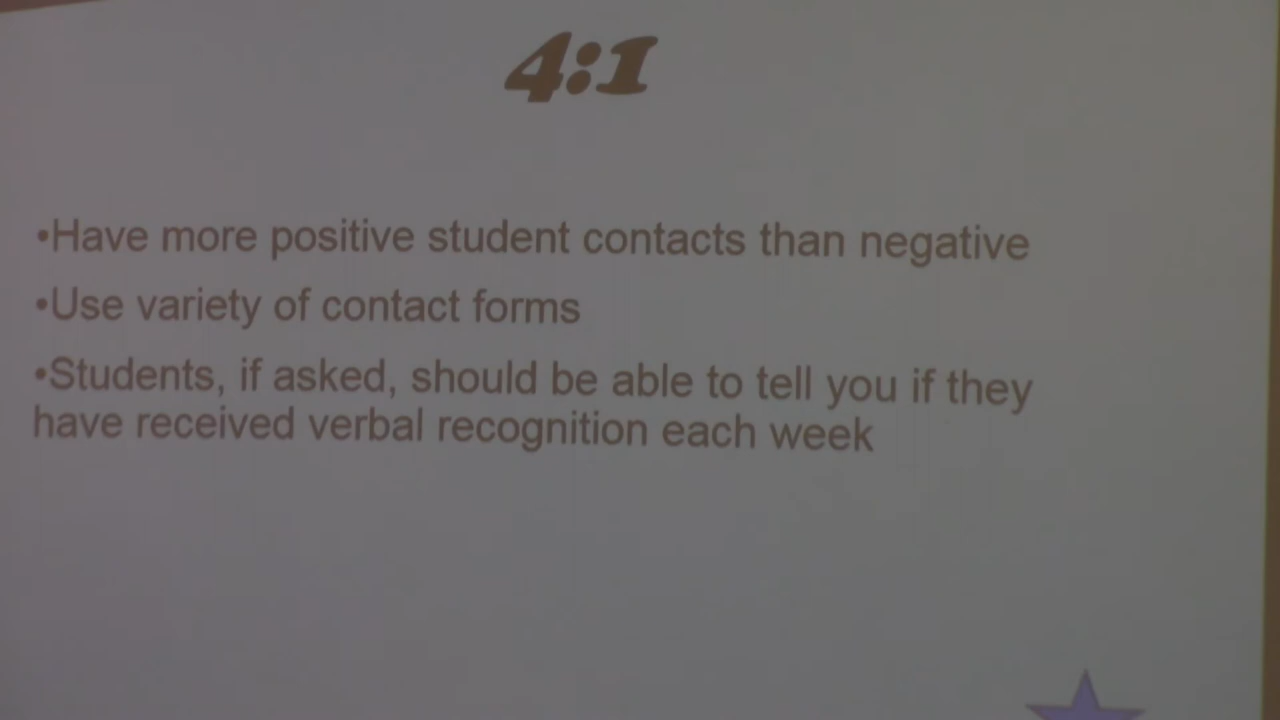 4:1
•Have more positive student contacts than negative
•Use variety of contact forms
•Students, if asked, should be able to tell you if they
have received verbal recognition each week